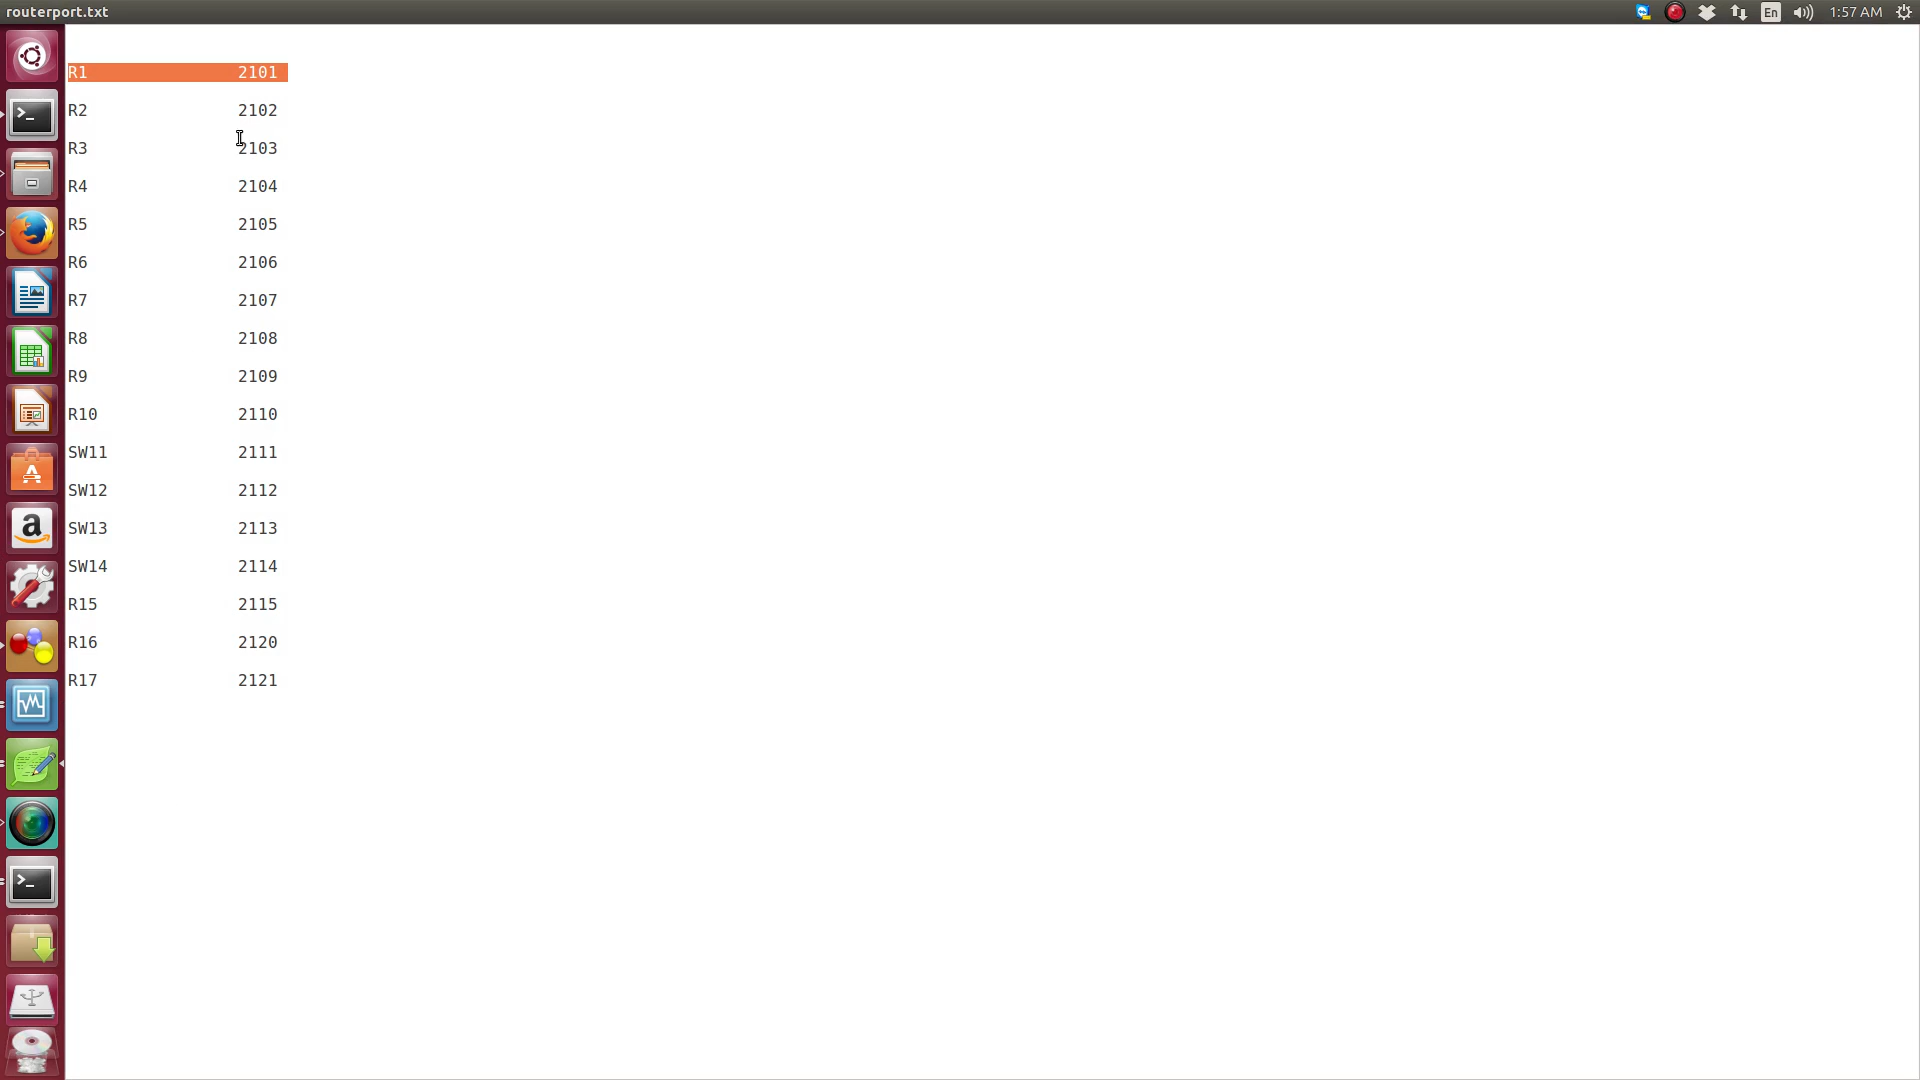 routerport.txt
En 1:57 AM
R1 2101
R2 2102
R3 2103
R4 2104
R5 2105
R6 2106
R7 2107
R8 2108
R9 2109
R10 2110
SW11 2111
SW12 2112
SW13 2113
SW14 2114
R15 2115
R16 2120
R17 2121